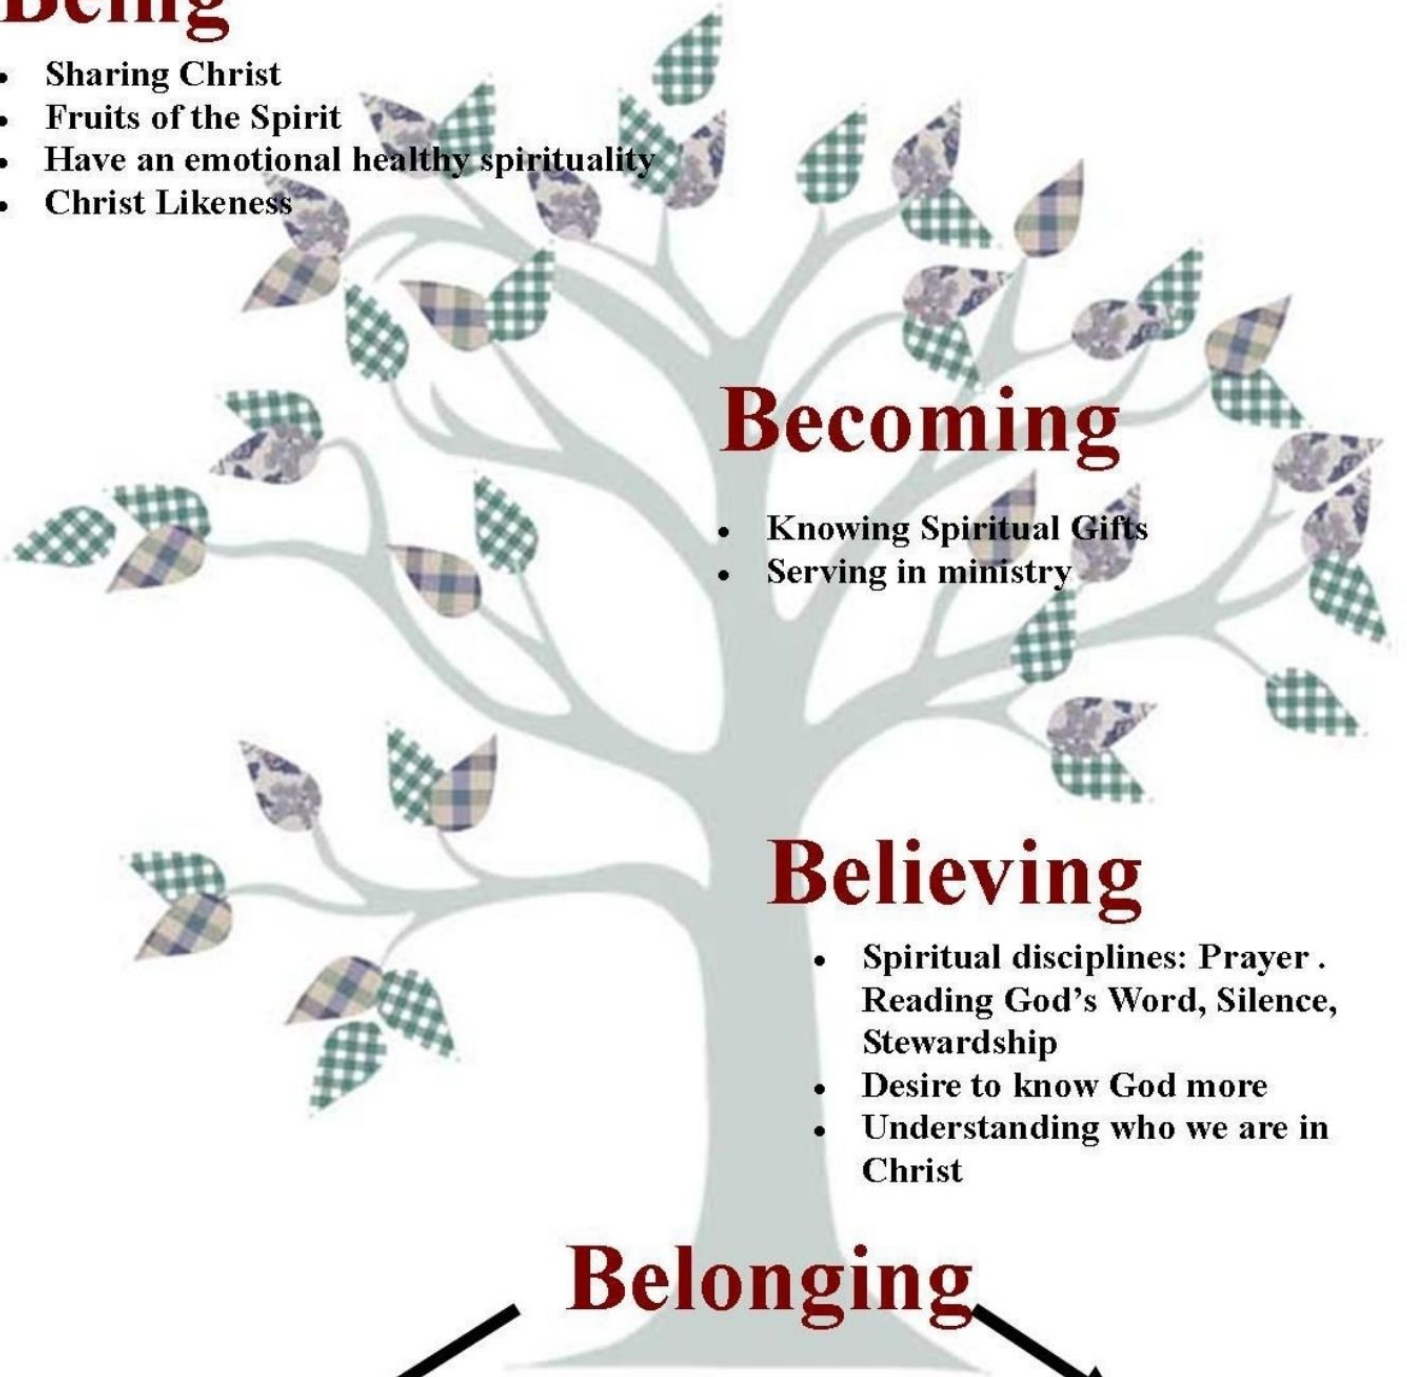 Being
• Sharing Christ
• Fruits of the Spirit
• Have an emotional healthy spirituality
• Christ Likeness
Becoming
• Knowing Spiritual Gifts
• Serving in ministry
Believing
• Spiritual disciplines: Prayer .
Reading God’s Word, Silence,
Stewardship
• Desire to know God more
• Understanding who we are in
Christ
Belonging